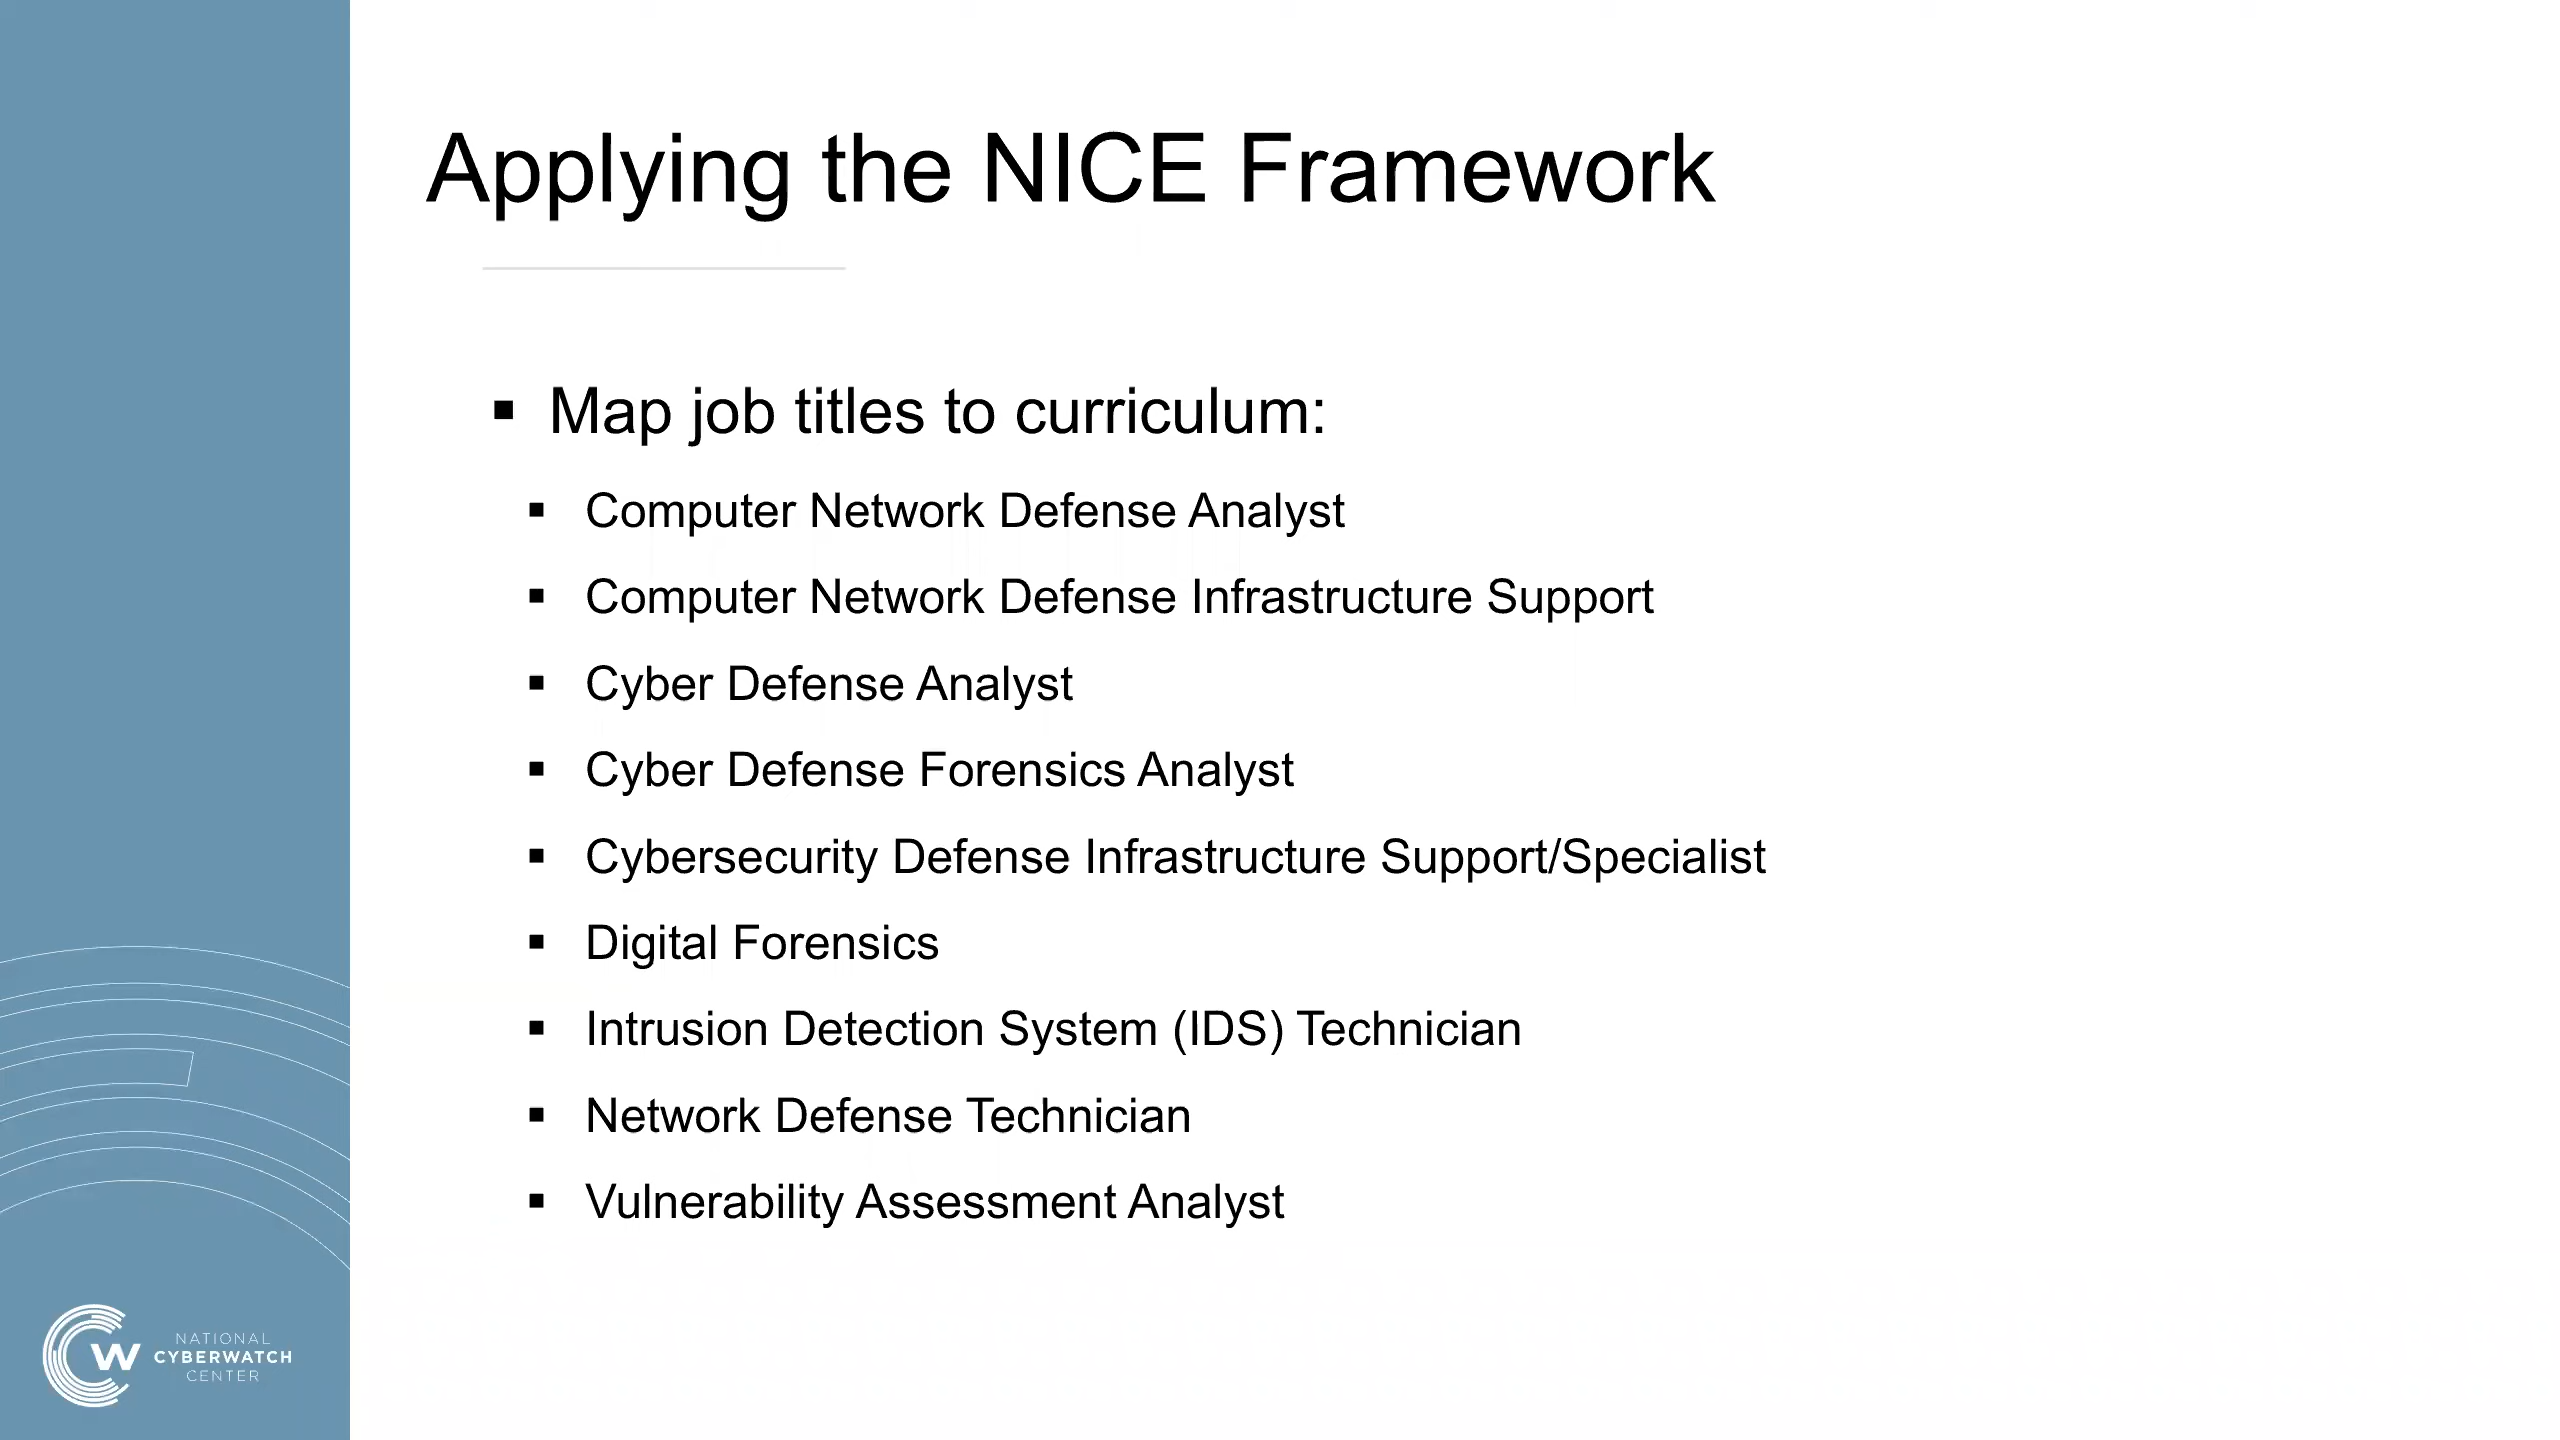 Applying the NICE Framework
▪ Map job titles to curriculum:
▪ Computer Network Defense Analyst
▪ Computer Network Defense Infrastructure Support
▪ Cyber Defense Analyst
▪ Cyber Defense Forensics Analyst
▪ Cybersecurity Defense Infrastructure Support/Specialist
▪ Digital Forensics
▪ Intrusion Detection System (IDS) Technician
▪ Network Defense Technician
▪ Vulnerability Assessment Analyst
CW
NATIONAL
CYBERWATCH
CENTER